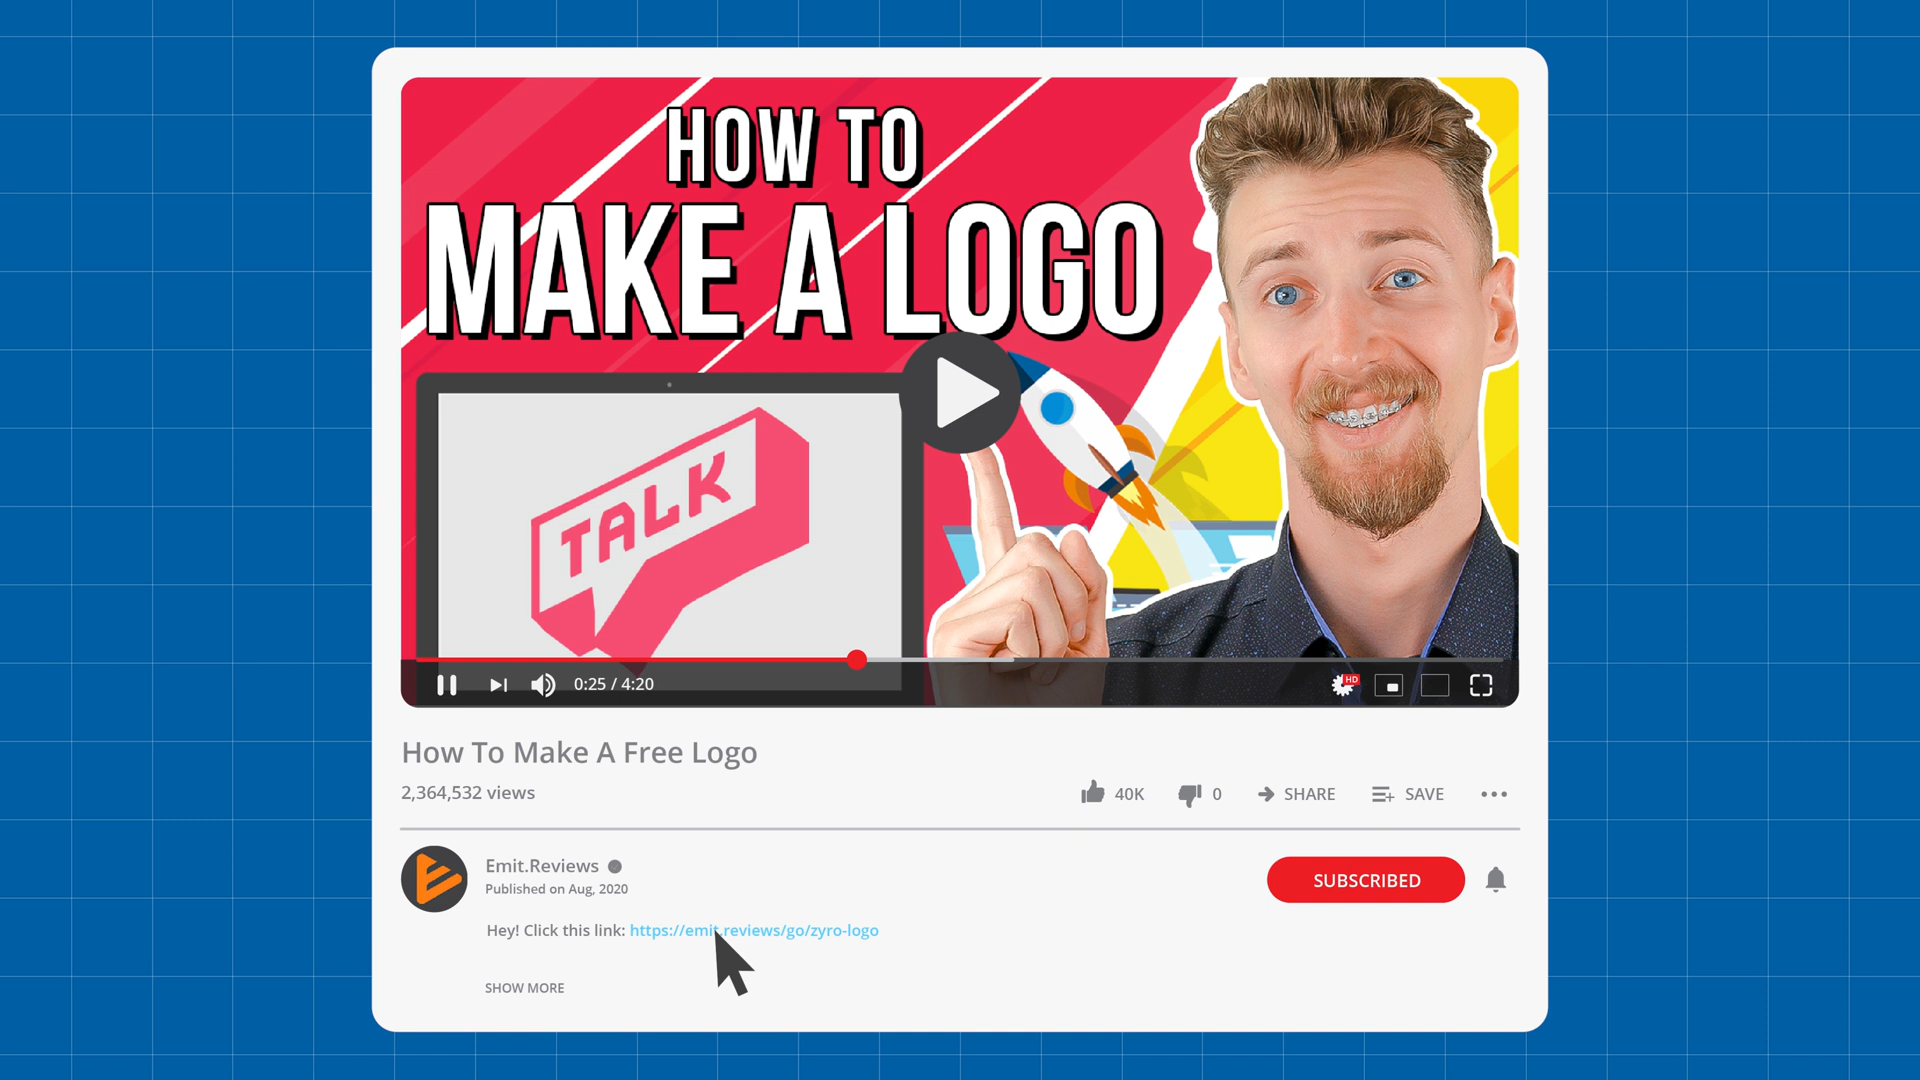 HOW TO
MAKE A LOGO
TALK
0:25 / 4:20
HD
How To Make A Free Logo
2,364,532 views
40K
0
SHARE
SAVE
Emit.Reviews
Published on Aug, 2020
SUBSCRIBED
Hey! Click this link: https://emit.reviews/go/zyro-logo
SHOW MORE